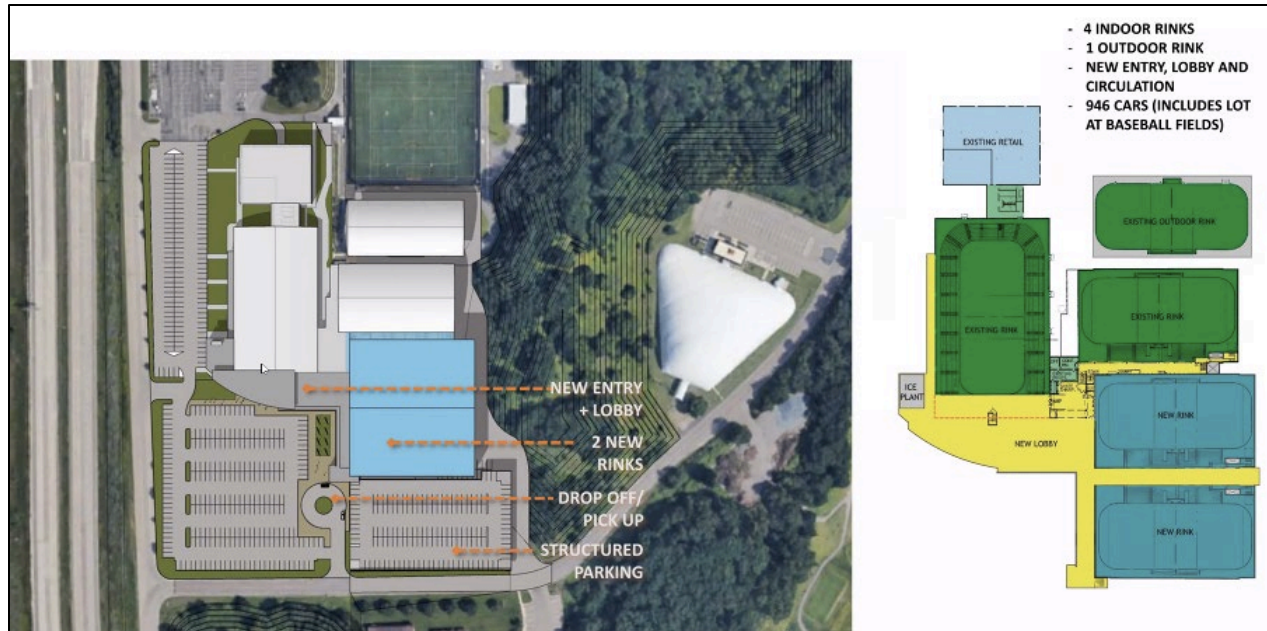 - 4 INDOOR RINKS
- 1 OUTDOOR RINK
- NEW ENTRY, LOBBY AND
CIRCULATION
- 946 CARS (INCLUDES LOT
AT BASEBALL FIELDS)
NEW ENTRY
+ LOBBY
2 NEW
RINKS
DROP OFF/
PICK UP
STRUCTURED
PARKING
EXISTING RETAIL
EXISTING OUTDOOR RINK
EXISTING RINK
EXISTING RINK
ICE
PLANT
NEW RINK
NEW LOBBY
NEW RINK